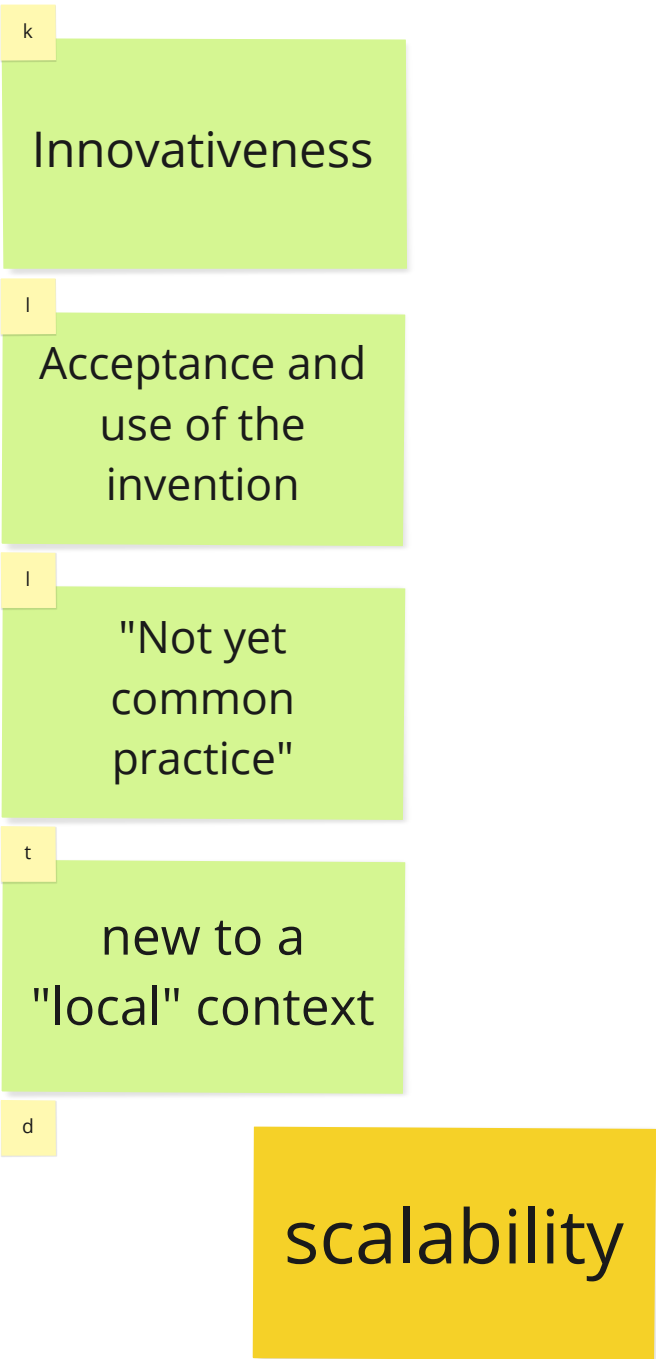 k
Innovativeness
l
Acceptance and
use of the
invention
l
"Not yet
common
practice"
t
new to a
"local" context
d
scalability